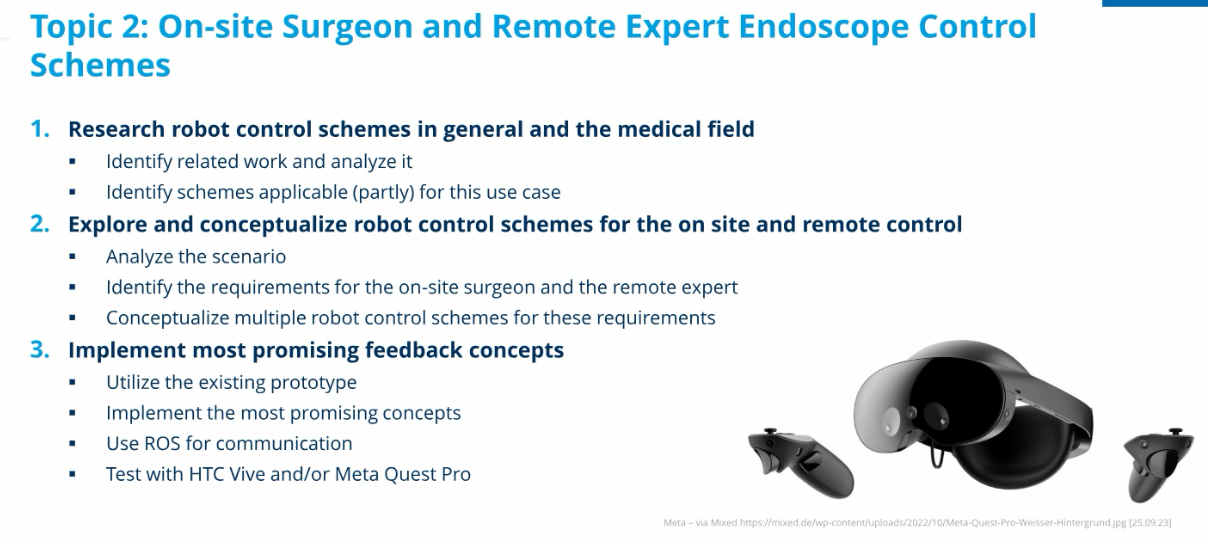 Topic 2: On-site Surgeon and Remote Expert Endoscope Control
Schemes
1. Research robot control schemes in general and the medical field
▪ Identify related work and analyze it
▪ Identify schemes applicable (partly) for this use case
2. Explore and conceptualize robot control schemes for the on site and remote control
▪ Analyze the scenario
▪ Identify the requirements for the on-site surgeon and the remote expert
▪ Conceptualize multiple robot control schemes for these requirements
3. Implement most promising feedback concepts
▪ Utilize the existing prototype
▪ Implement the most promising concepts
▪ Use ROS for communication
▪ Test with HTC Vive and/or Meta Quest Pro
Meta – via Mixed https://mixed.de/wp-content/uploads/2022/10/Meta-Quest-Pro-Weisser-Hintergrund.jpg [25.09.23]